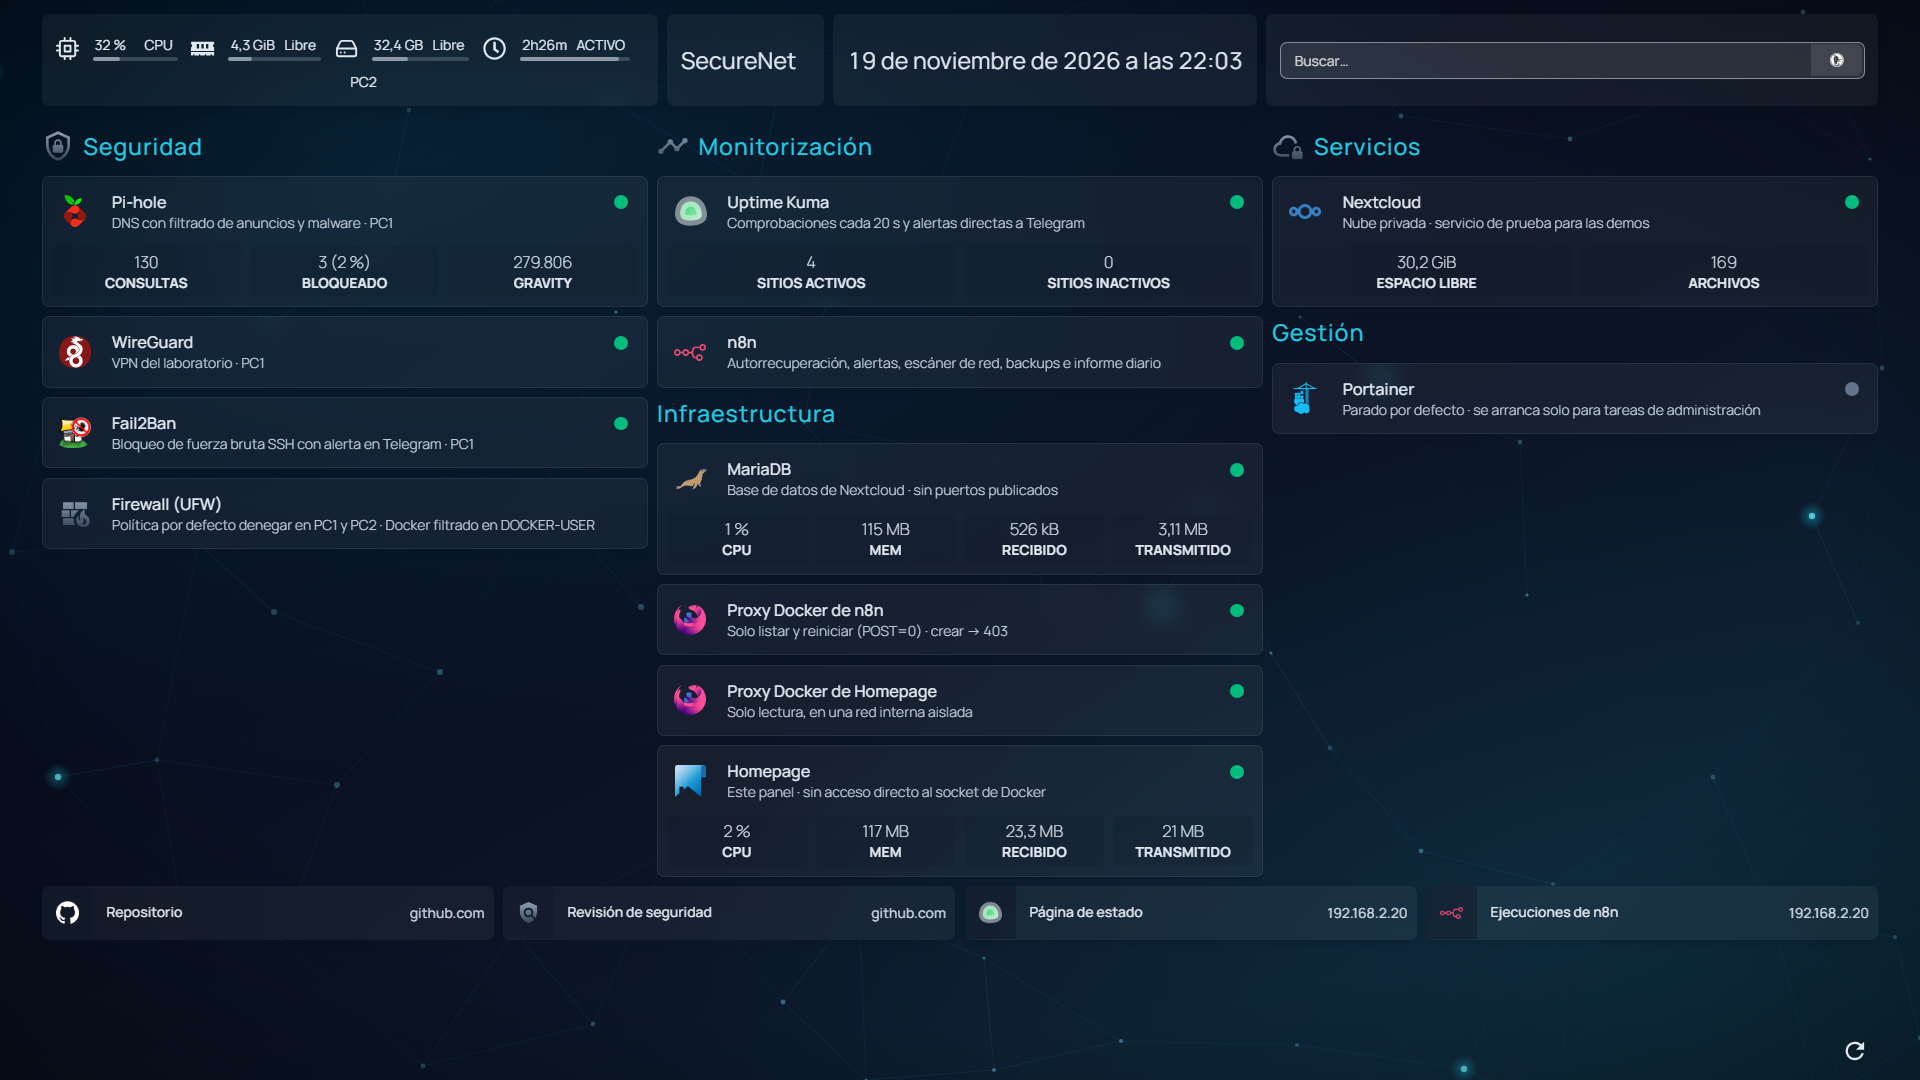 32 % CPU
4,3 GiB Libre
32,4 GB Libre
2h26m ACTIVO
PC2
SecureNet
19 de noviembre de 2026 a las 22:03
Buscar...
Seguridad
Pi-hole
DNS con filtrado de anuncios y malware · PC1
130
CONSULTAS
3 (2 %)
BLOQUEADO
279.806
GRAVITY
WireGuard
VPN del laboratorio · PC1
Fail2Ban
Bloqueo de fuerza bruta SSH con alerta en Telegram · PC1
Firewall (UFW)
Política por defecto denegar en PC1 y PC2 · Docker filtrado en DOCKER-USER
Monitorización
Uptime Kuma
Comprobaciones cada 20 s y alertas directas a Telegram
4
SITIOS ACTIVOS
0
SITIOS INACTIVOS
n8n
Autorrecuperación, alertas, escáner de red, backups e informe diario
Infraestructura
MariaDB
Base de datos de Nextcloud · sin puertos publicados
1 %
CPU
115 MB
MEM
526 kB
RECIBIDO
3,11 MB
TRANSMITIDO
Proxy Docker de n8n
Solo listar y reiniciar (POST=0) · crear → 403
Proxy Docker de Homepage
Solo lectura, en una red interna aislada
Homepage
Este panel · sin acceso directo al socket de Docker
2 %
CPU
117 MB
MEM
23,3 MB
RECIBIDO
21 MB
TRANSMITIDO
Servicios
Nextcloud
Nube privada · servicio de prueba para las demos
30,2 GiB
ESPACIO LIBRE
169
ARCHIVOS
Gestión
Portainer
Parado por defecto · se arranca solo para tareas de administración
Repositorio github.com
Revisión de seguridad github.com
Página de estado 192.168.2.20
Ejecuciones de n8n 192.168.2.20